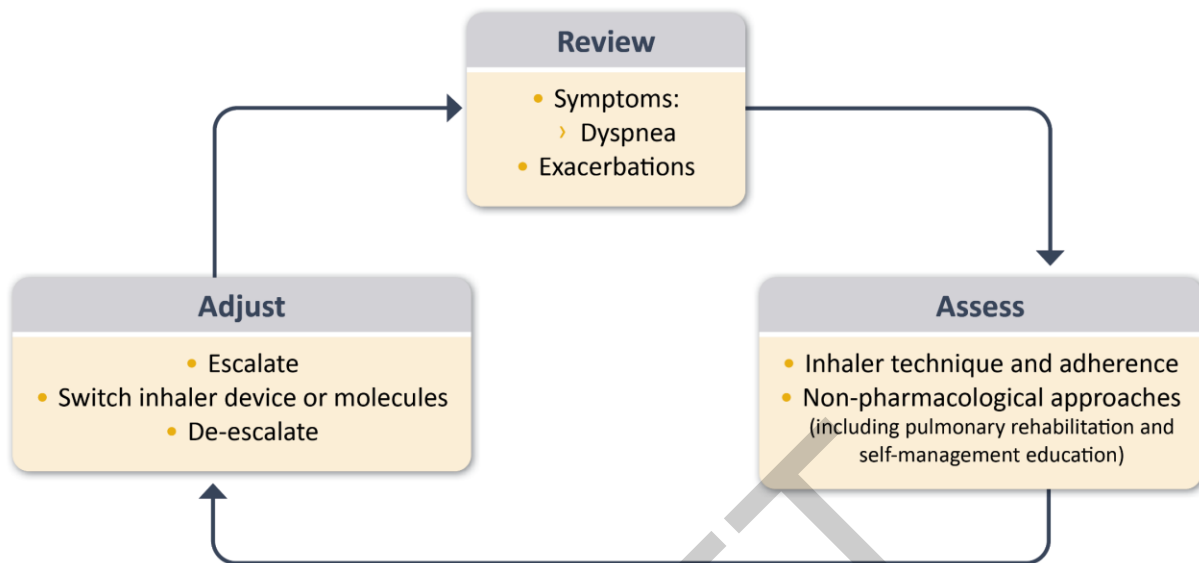 Review
• Symptoms:
› Dyspnea
• Exacerbations
Assess
• Inhaler technique and adherence
• Non-pharmacological approaches
(including pulmonary rehabilitation and
self-management education)
Adjust
• Escalate
• Switch inhaler device or molecules
• De-escalate